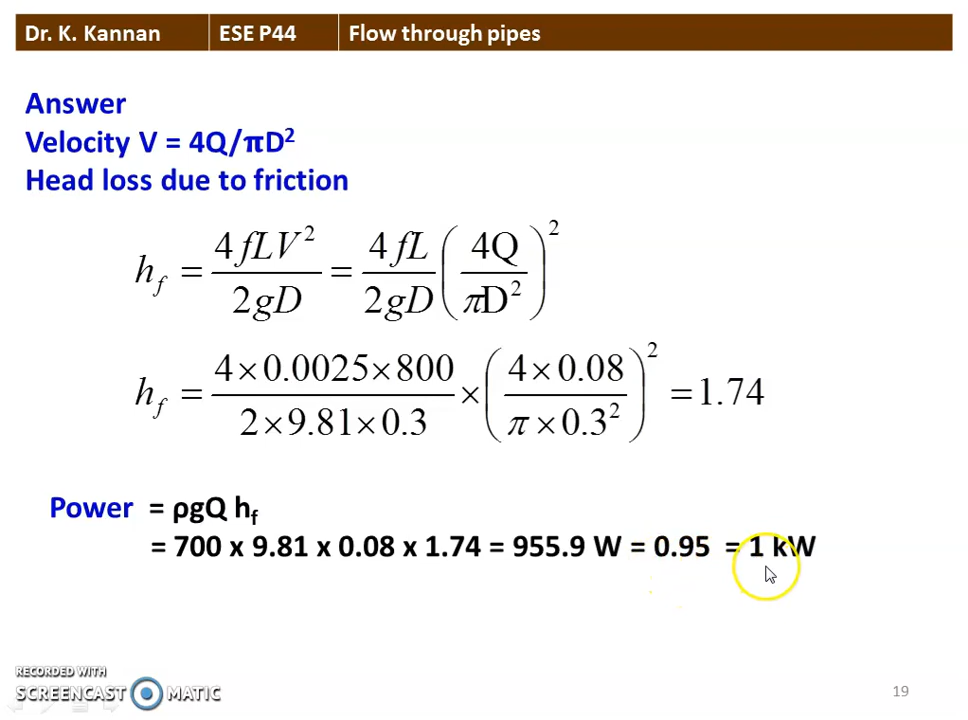 Dr. K. Kannan ESE P44 Flow through pipes
Answer
Velocity V = 4Q/πD²
Head loss due to friction
h_f = 4fLV²/2gD = 4fL/2gD (4Q/πD²)²
h_f = 4×0.0025×800/2×9.81×0.3 × (4×0.08/π×0.3²)² = 1.74
Power = ρgQ h_f
= 700 x 9.81 x 0.08 x 1.74 = 955.9 W = 0.95 = 1 kW
RECORDED WITH
SCREENCAST MATIC
19